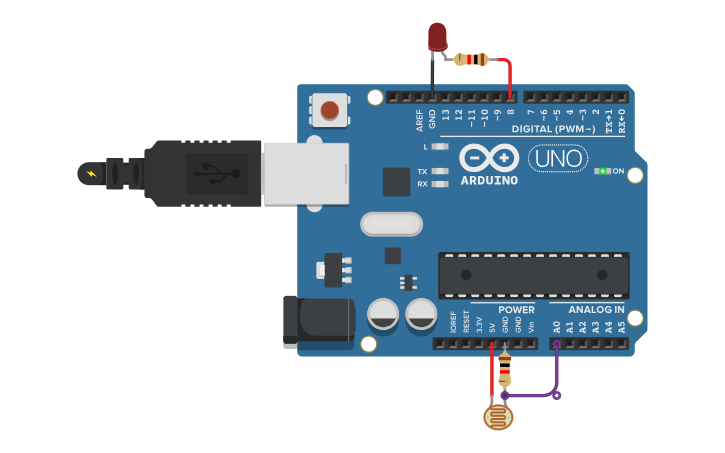 AREF
GND
13
12
~11
~10
~9
8
7
~6
~5
4
~3
2
TX→1
RX←0
DIGITAL (PWM~)
L
TX
RX
ARDUINO
UNO
ON
POWER
ANALOG IN
IOREF
RESET
3.3V
5V
GND
GND
Vin
A0
A1
A2
A3
A4
A5